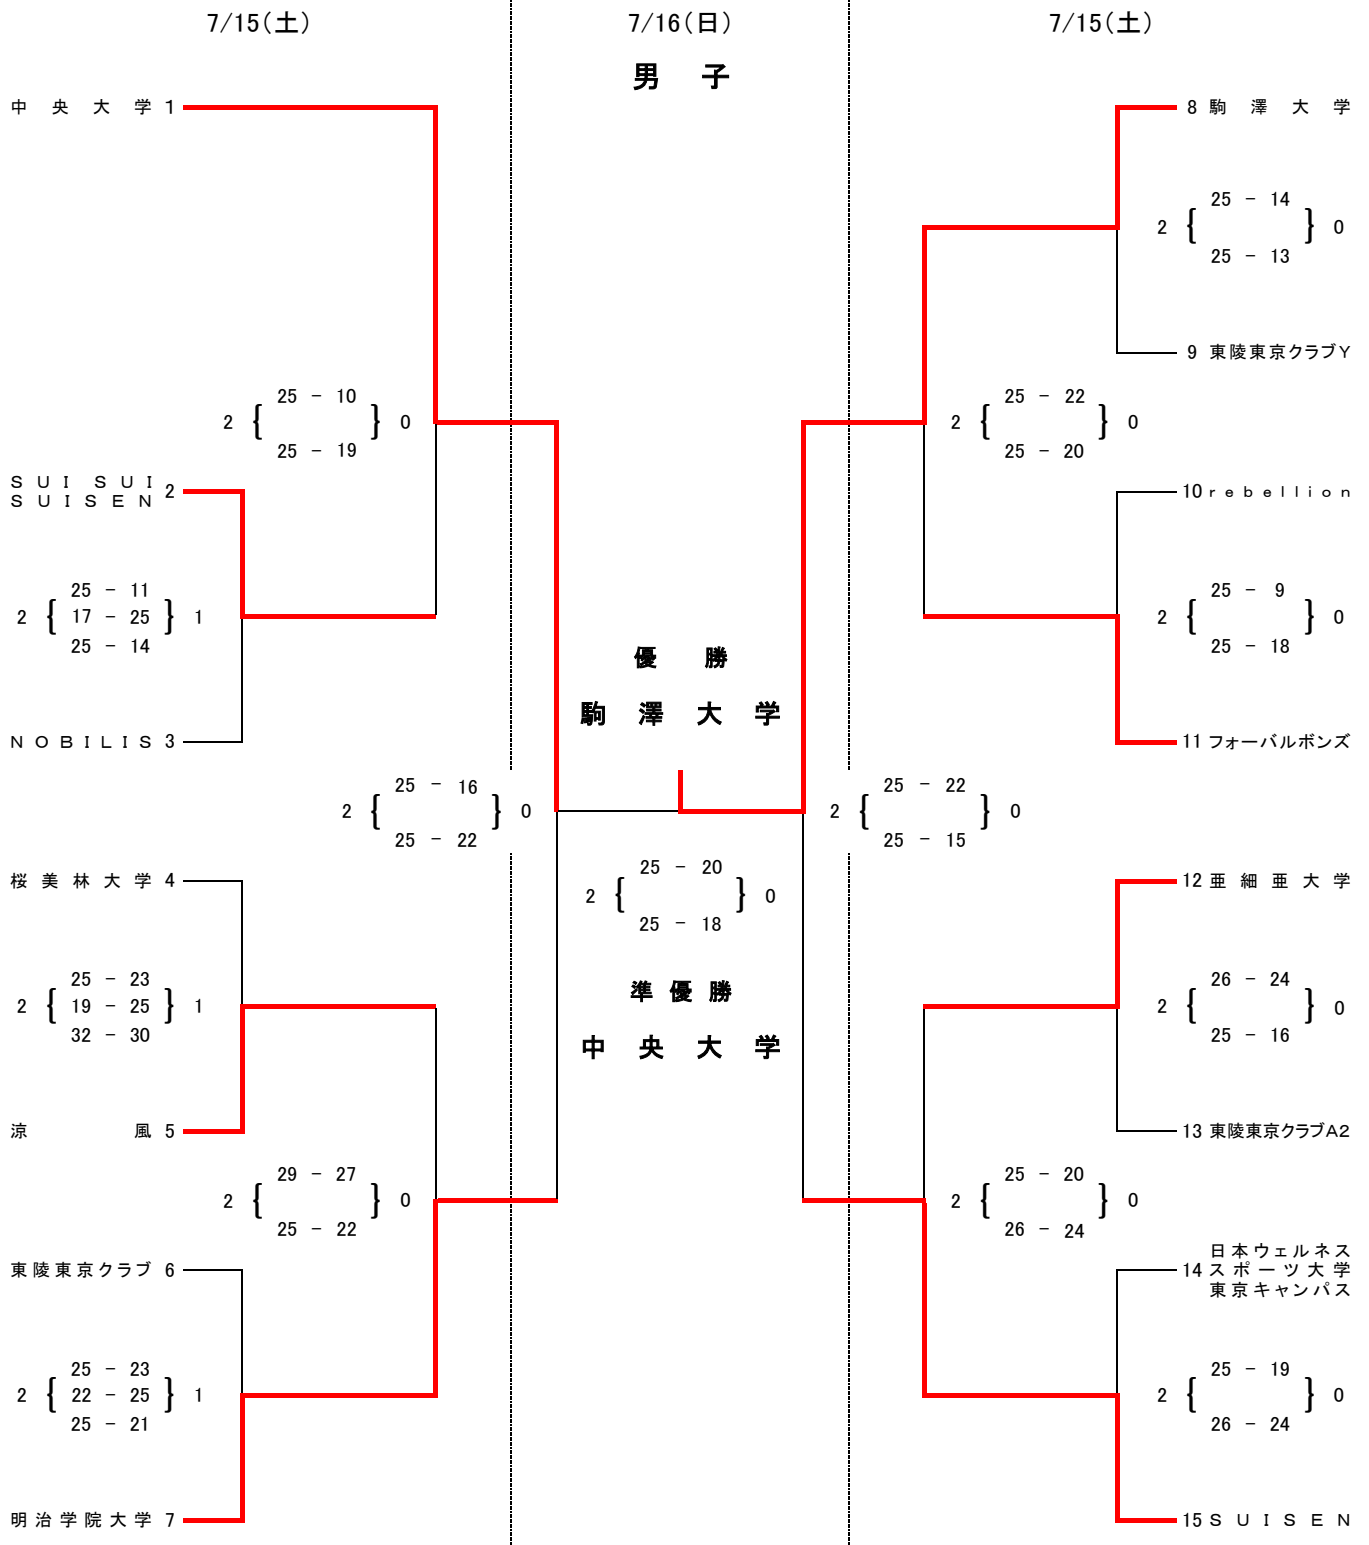 7/15(土)
7/16(日)
7/15(土)
男 子
中央大学 1
8 駒澤大学
25 - 14
2 { } 0
25 - 13
9 東陵東京クラブY
25 - 10
2 { } 0
25 - 19
25 - 22
2 { } 0
25 - 20
SUI SUI
SUISEN 2
10 rebellion
25 - 11
2 { 17 - 25 } 1
25 - 14
25 - 9
2 { } 0
25 - 18
優 勝
駒澤大学
NOBILIS 3
11 フォーバルボンズ
25 - 16
2 { } 0
25 - 22
25 - 22
2 { } 0
25 - 15
桜美林大学 4
25 - 20
2 { } 0
25 - 18
12 亜細亜大学
25 - 23
2 { 19 - 25 } 1
32 - 30
準優勝
中央大学
26 - 24
2 { } 0
25 - 16
涼風 5
13 東陵東京クラブA2
29 - 27
2 { } 0
25 - 22
25 - 20
2 { } 0
26 - 24
東陵東京クラブ 6
日本ウェルネス
14 スポーツ大学
東京キャンパス
25 - 23
2 { 22 - 25 } 1
25 - 21
25 - 19
2 { } 0
26 - 24
明治学院大学 7
15 SUISEN